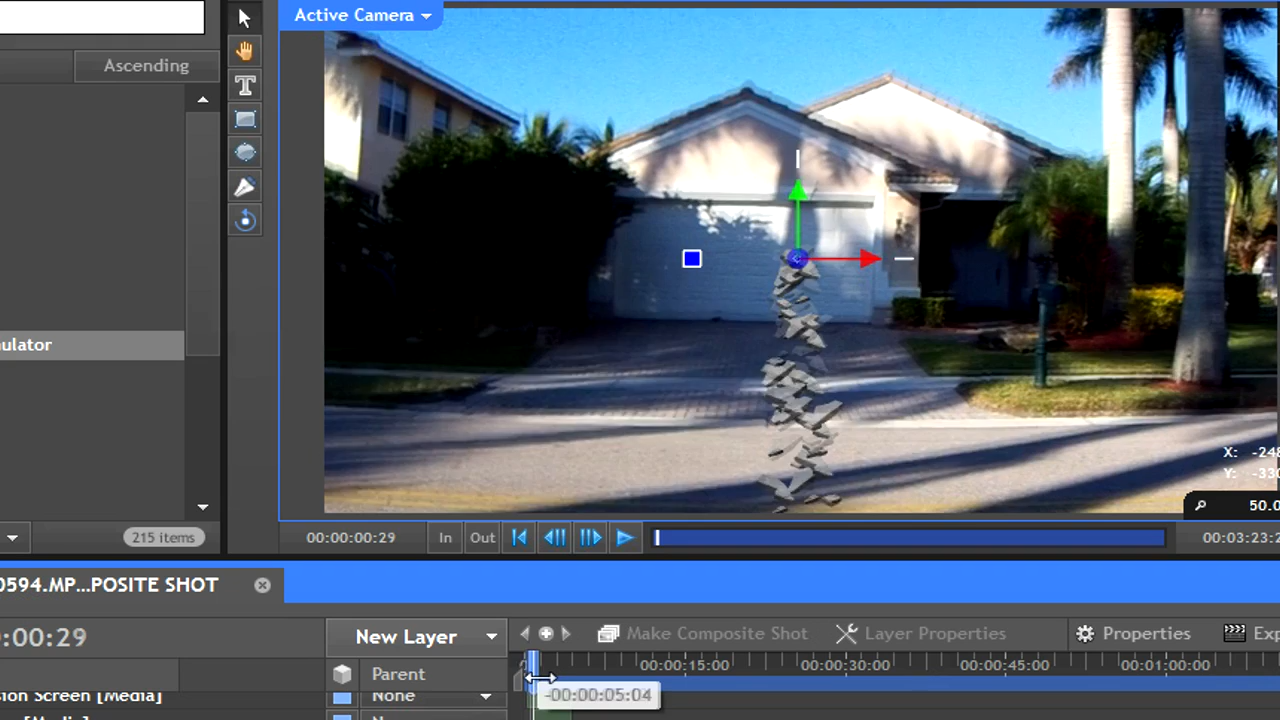 Active Camera
Ascending
ulator
215 items
X: -248
Y: -330
50.0
00:00:00:29
In
Out
00:03:23:2
0594.MP...POSITE SHOT
:00:29
New Layer
Make Composite Shot
Layer Properties
Properties
Exp
00:00:15:00
00:00:30:00
00:00:45:00
00:01:00:00
Parent
-00:00:05:04
sion Screen [Media]
None